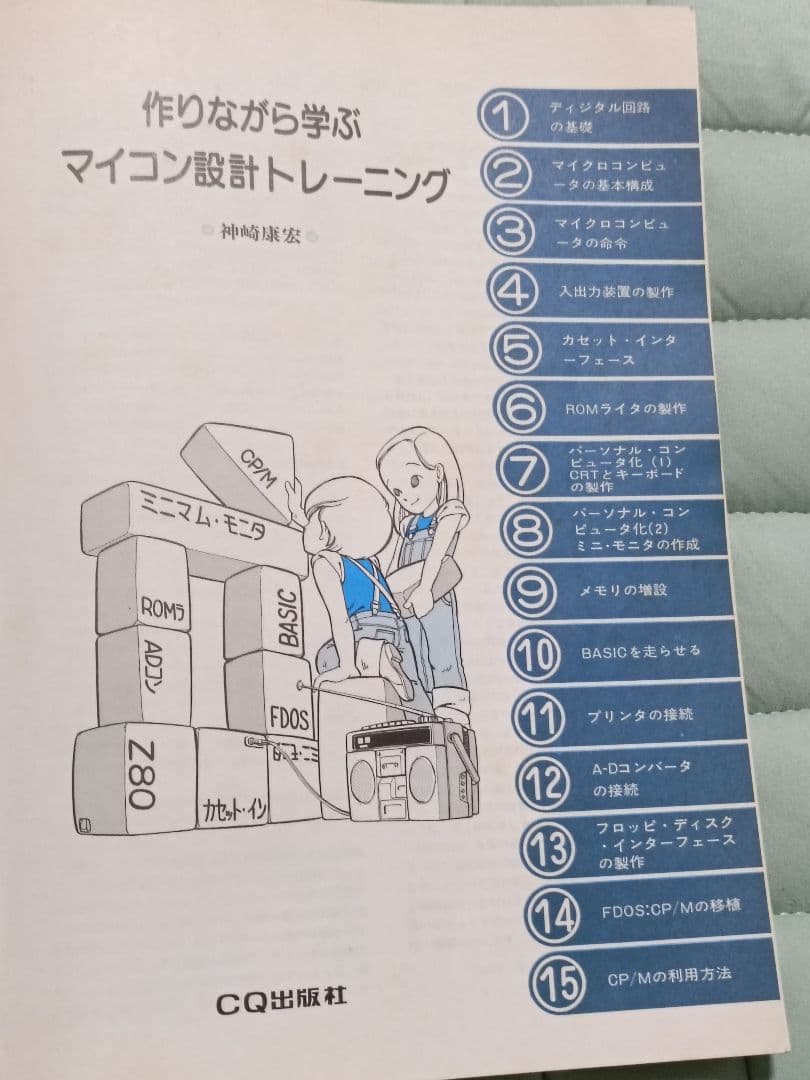 作りながら学ぶ
マイコン設計トレーニング
神崎康宏
1 ディジタル回路
の基礎
2 マイクロコンピュ
ータの基本構成
3 マイクロコンピュ
ータの命令
4 入出力装置の製作
5 カセット・インタ
ーフェース
6 ROMライタの製作
7 パーソナル・コン
ピュータ化(1)
CRTとキーボード
の製作
8 パーソナル・コン
ピュータ化(2)
ミニ・モニタの作成
9 メモリの増設
10 BASICを走らせる
11 プリンタの接続
12 A-Dコンバータ
の接続
13 フロッピ・ディスク
・インターフェース
の製作
14 FDOS:CP/Mの移植
15 CP/Mの利用方法
CP/M
ミニマム・モニタ
ROMラ
BASIC
ADコン
FDOS
Z80
カセット・イン
CQ出版社